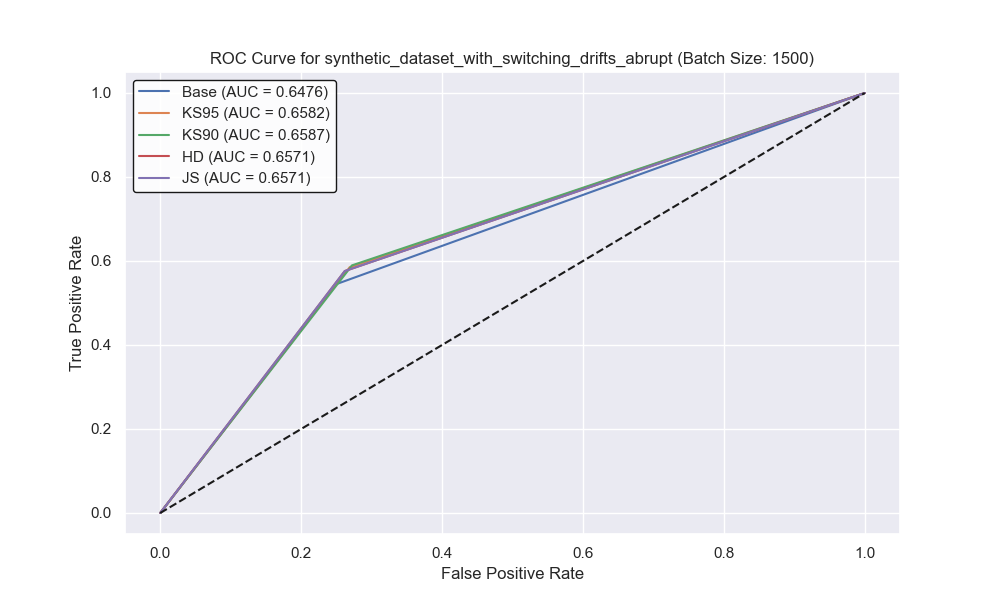 ROC Curve for synthetic_dataset_with_switching_drifts_abrupt (Batch Size: 1500)
Base (AUC = 0.6476)
KS95 (AUC = 0.6582)
KS90 (AUC = 0.6587)
HD (AUC = 0.6571)
JS (AUC = 0.6571)
True Positive Rate
1.0
0.8
0.6
0.4
0.2
0.0
0.0 0.2 0.4 0.6 0.8 1.0
False Positive Rate